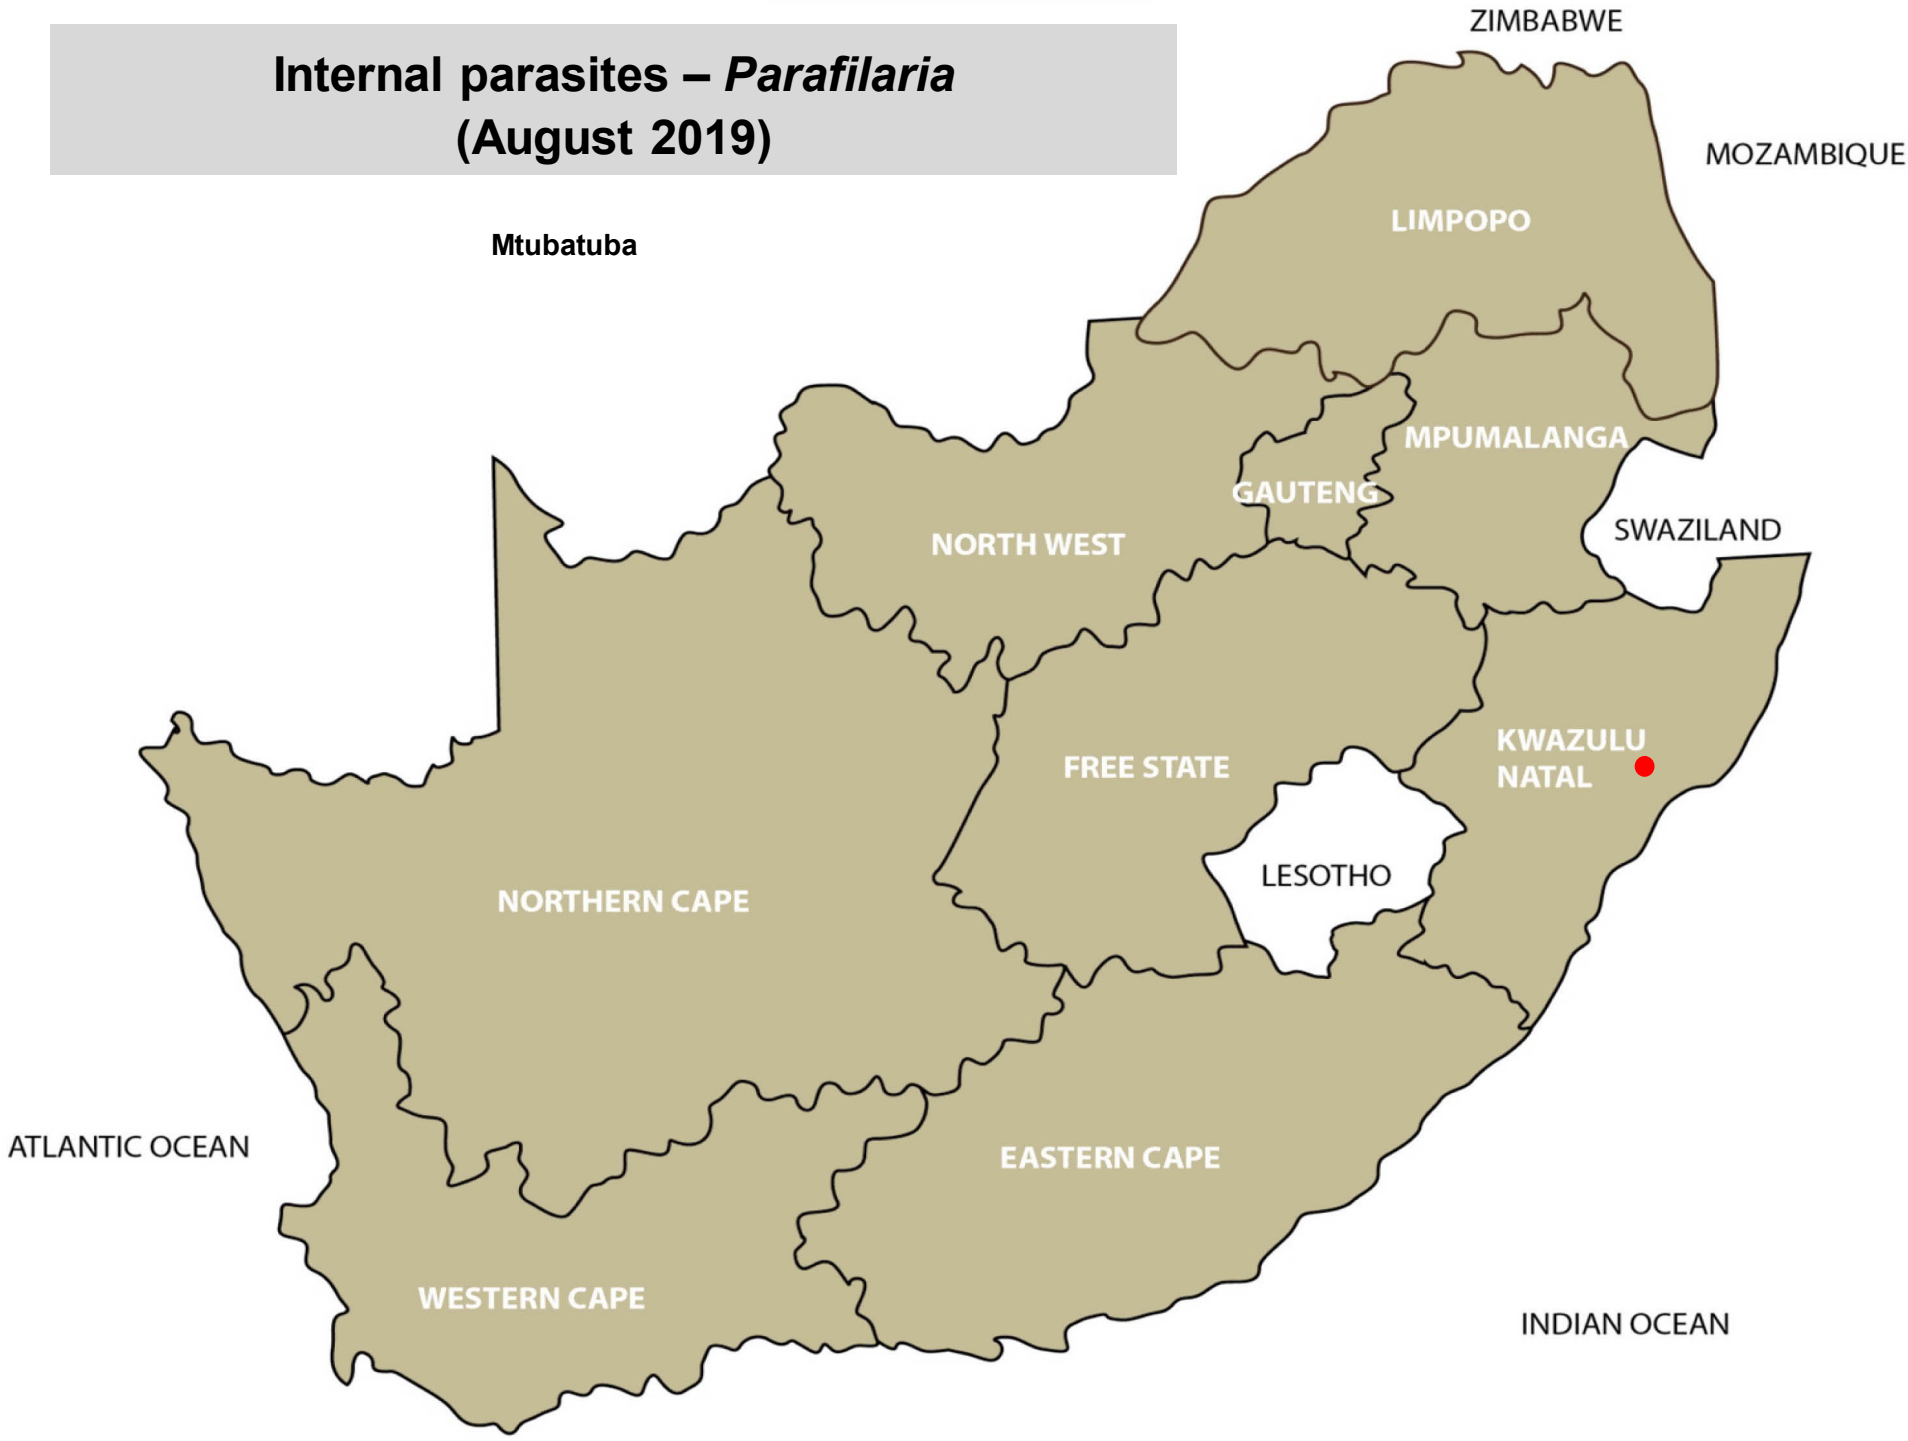 Internal parasites – Parafilaria
(August 2019)
Mtubatuba
ZIMBABWE
MOZAMBIQUE
LIMPOPO
MPUMALANGA
GAUTENG
NORTH WEST
SWAZILAND
KWAZULU
NATAL
FREE STATE
LESOTHO
NORTHERN CAPE
ATLANTIC OCEAN
EASTERN CAPE
WESTERN CAPE
INDIAN OCEAN